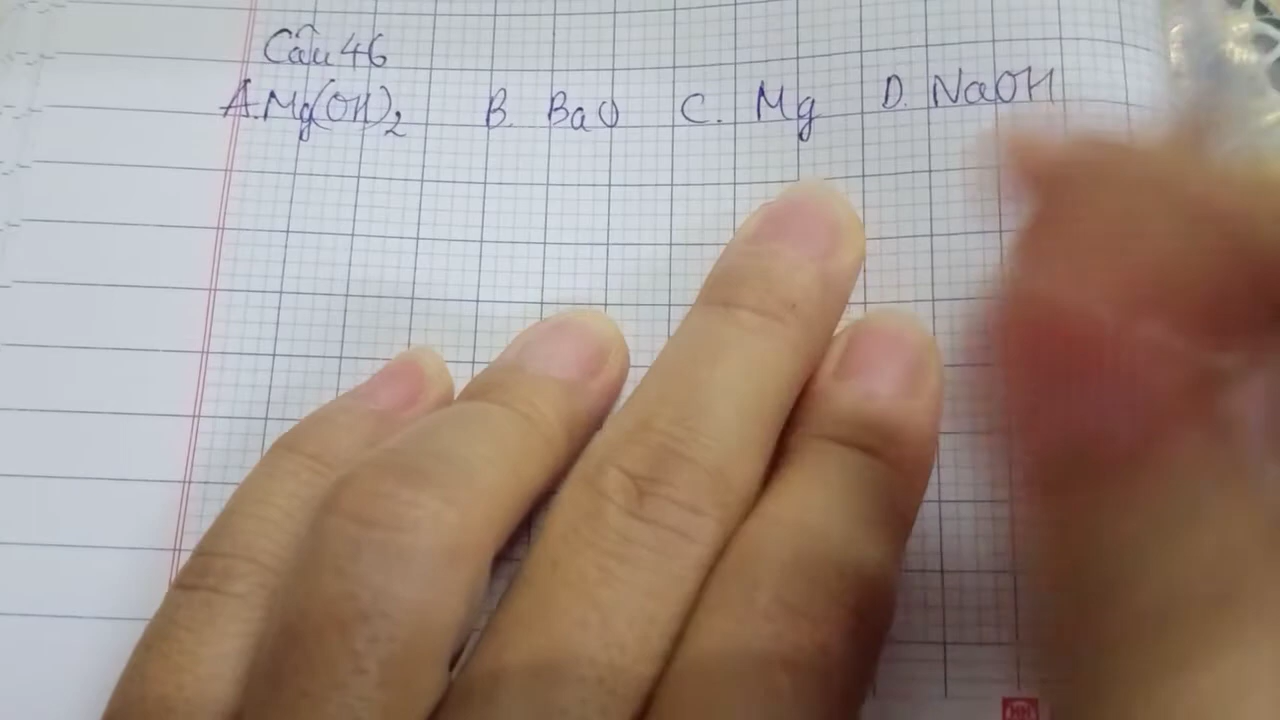 Câu 46
A. Mg(OH)₂ B. BaO C. Mg D. NaOH